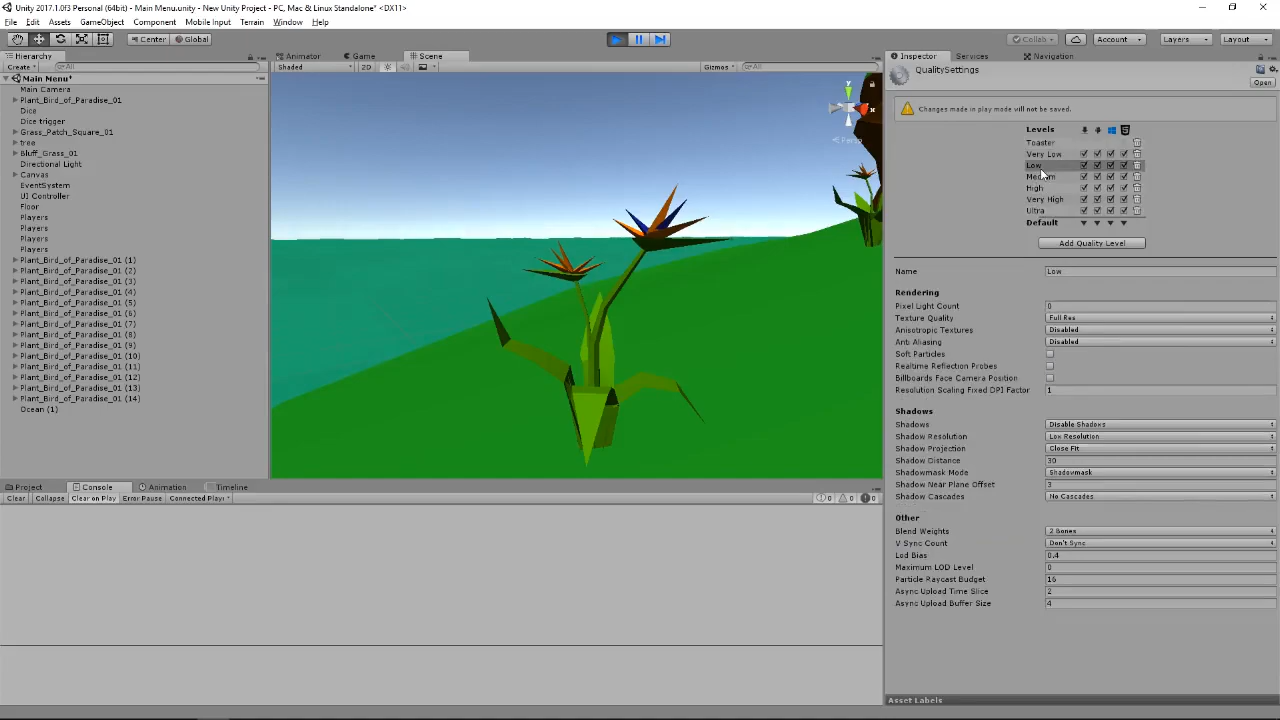 Unity 2017.1.0f3 Personal (64bit) - Main Menu.unity - New Unity Project - PC, Mac & Linux Standalone* <DX11>
File Edit Assets GameObject Component Mobile Input Terrain Window Help
Center Global Collab Account Layers Layout
Hierarchy Animator Game Scene Inspector Services Navigation
Create All Shaded 2D Gizmos All
Main Menu*
Main Camera
Plant_Bird_of_Paradise_01
Dice
Dice trigger
Grass_Patch_Square_01
tree
Bluff_Grass_01
Directional Light
Canvas
EventSystem
UI Controller
Floor
Players
Players
Players
Players
Plant_Bird_of_Paradise_01 (1)
Plant_Bird_of_Paradise_01 (2)
Plant_Bird_of_Paradise_01 (3)
Plant_Bird_of_Paradise_01 (4)
Plant_Bird_of_Paradise_01 (5)
Plant_Bird_of_Paradise_01 (6)
Plant_Bird_of_Paradise_01 (7)
Plant_Bird_of_Paradise_01 (8)
Plant_Bird_of_Paradise_01 (9)
Plant_Bird_of_Paradise_01 (10)
Plant_Bird_of_Paradise_01 (11)
Plant_Bird_of_Paradise_01 (12)
Plant_Bird_of_Paradise_01 (13)
Plant_Bird_of_Paradise_01 (14)
Ocean (1)
y
x
Persp
QualitySettings
Open
Changes made in play mode will not be saved.
Levels
Toaster
Very Low
Low
Medium
High
Very High
Ultra
Default
Add Quality Level
Name Low
Rendering
Pixel Light Count 0
Texture Quality Full Res
Anisotropic Textures Disabled
Anti Aliasing Disabled
Soft Particles
Realtime Reflection Probes
Billboards Face Camera Position
Resolution Scaling Fixed DPI Factor 1
Shadows
Shadows Disable Shadows
Shadow Resolution Low Resolution
Shadow Projection Close Fit
Shadow Distance 30
Shadowmask Mode Shadowmask
Shadow Near Plane Offset 3
Shadow Cascades No Cascades
Other
Blend Weights 2 Bones
V Sync Count Don't Sync
Lod Bias 0.4
Maximum LOD Level 0
Particle Raycast Budget 16
Async Upload Time Slice 2
Async Upload Buffer Size 4
Asset Labels
Project Console Animation Timeline
Clear Collapse Clear on Play Error Pause Connected Play 0 0 0